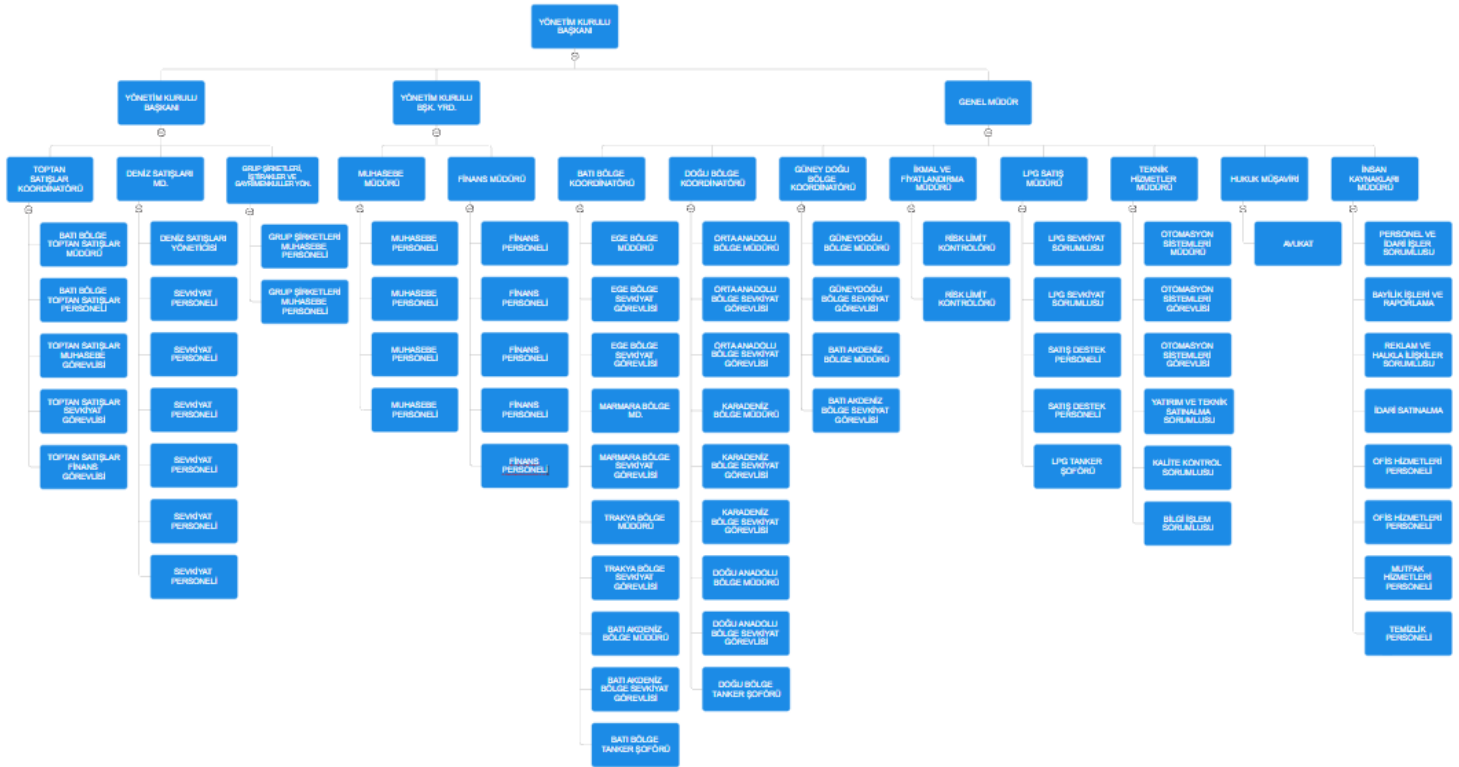 YÖNETİM KURULU
BAŞKANI
YÖNETİM KURULU
BAŞKANI
YÖNETİM KURULU
BŞK. YRD.
GENEL MÜDÜR
TOPTAN
SATIŞLAR
KOORDİNATÖRÜ
DENİZ SATIŞLARI
MD.
GRUP ŞİRKETLERİ,
İŞTİRAKLER VE
GAYRİMENKULLER YÖN.
MUHASEBE
MÜDÜRÜ
FİNANS MÜDÜRÜ
BATI BÖLGE
KOORDİNATÖRÜ
DOĞU BÖLGE
KOORDİNATÖRÜ
GÜNEY DOĞU
BÖLGE
KOORDİNATÖRÜ
İKMAL VE
FİYATLANDIRMA
MÜDÜRÜ
LPG SATIŞ
MÜDÜRÜ
TEKNİK
HİZMETLER
MÜDÜRÜ
HUKUK MÜŞAVİRİ
İNSAN
KAYNAKLARI
MÜDÜRÜ
BATI BÖLGE
TOPTAN SATIŞLAR
MÜDÜRÜ
BATI BÖLGE
TOPTAN SATIŞLAR
PERSONELİ
TOPTAN SATIŞLAR
MUHASEBE
GÖREVLİSİ
TOPTAN SATIŞLAR
SEVKİYAT
GÖREVLİSİ
TOPTAN SATIŞLAR
FİNANS
GÖREVLİSİ
DENİZ SATIŞLARI
YÖNETİCİSİ
SEVKİYAT
PERSONELİ
SEVKİYAT
PERSONELİ
SEVKİYAT
PERSONELİ
SEVKİYAT
PERSONELİ
SEVKİYAT
PERSONELİ
SEVKİYAT
PERSONELİ
GRUP ŞİRKETLERİ
MUHASEBE
PERSONELİ
GRUP ŞİRKETLERİ
MUHASEBE
PERSONELİ
MUHASEBE
PERSONELİ
MUHASEBE
PERSONELİ
MUHASEBE
PERSONELİ
MUHASEBE
PERSONELİ
FİNANS
PERSONELİ
FİNANS
PERSONELİ
FİNANS
PERSONELİ
FİNANS
PERSONELİ
FİNANS
PERSONELİ
EGE BÖLGE
MÜDÜRÜ
EGE BÖLGE
SEVKİYAT
GÖREVLİSİ
EGE BÖLGE
SEVKİYAT
GÖREVLİSİ
MARMARA BÖLGE
MD.
MARMARA BÖLGE
SEVKİYAT
GÖREVLİSİ
TRAKYA BÖLGE
MÜDÜRÜ
TRAKYA BÖLGE
SEVKİYAT
GÖREVLİSİ
BATI AKDENİZ
BÖLGE MÜDÜRÜ
BATI AKDENİZ
BÖLGE SEVKİYAT
GÖREVLİSİ
BATI BÖLGE
TANKER ŞOFÖRÜ
ORTA ANADOLU
BÖLGE MÜDÜRÜ
ORTA ANADOLU
BÖLGE SEVKİYAT
GÖREVLİSİ
ORTA ANADOLU
BÖLGE SEVKİYAT
GÖREVLİSİ
KARADENİZ
BÖLGE MÜDÜRÜ
KARADENİZ
BÖLGE SEVKİYAT
GÖREVLİSİ
KARADENİZ
BÖLGE SEVKİYAT
GÖREVLİSİ
DOĞU ANADOLU
BÖLGE MÜDÜRÜ
DOĞU ANADOLU
BÖLGE SEVKİYAT
GÖREVLİSİ
DOĞU BÖLGE
TANKER ŞOFÖRÜ
GÜNEYDOĞU
BÖLGE MÜDÜRÜ
GÜNEYDOĞU
BÖLGE SEVKİYAT
GÖREVLİSİ
BATI AKDENİZ
BÖLGE MÜDÜRÜ
BATI AKDENİZ
BÖLGE SEVKİYAT
GÖREVLİSİ
RİSK LİMİT
KONTROLÖRÜ
RİSK LİMİT
KONTROLÖRÜ
LPG SEVKİYAT
SORUMLUSU
LPG SEVKİYAT
SORUMLUSU
SATIŞ DESTEK
PERSONELİ
SATIŞ DESTEK
PERSONELİ
LPG TANKER
ŞOFÖRÜ
OTOMASYON
SİSTEMLERİ
MÜDÜRÜ
OTOMASYON
SİSTEMLERİ
GÖREVLİSİ
OTOMASYON
SİSTEMLERİ
GÖREVLİSİ
YATIRIM VE TEKNİK
SATINALMA
SORUMLUSU
KALİTE KONTROL
SORUMLUSU
BİLGİ İŞLEM
SORUMLUSU
AVUKAT
PERSONEL VE
İDARİ İŞLER
SORUMLUSU
BAYİLİK İŞLERİ VE
RAPORLAMA
REKLAM VE
HALKLA İLİŞKİLER
SORUMLUSU
İDARİ SATINALMA
OFİS HİZMETLERİ
PERSONELİ
OFİS HİZMETLERİ
PERSONELİ
MUTFAK
HİZMETLERİ
PERSONELİ
TEMİZLİK
PERSONELİ